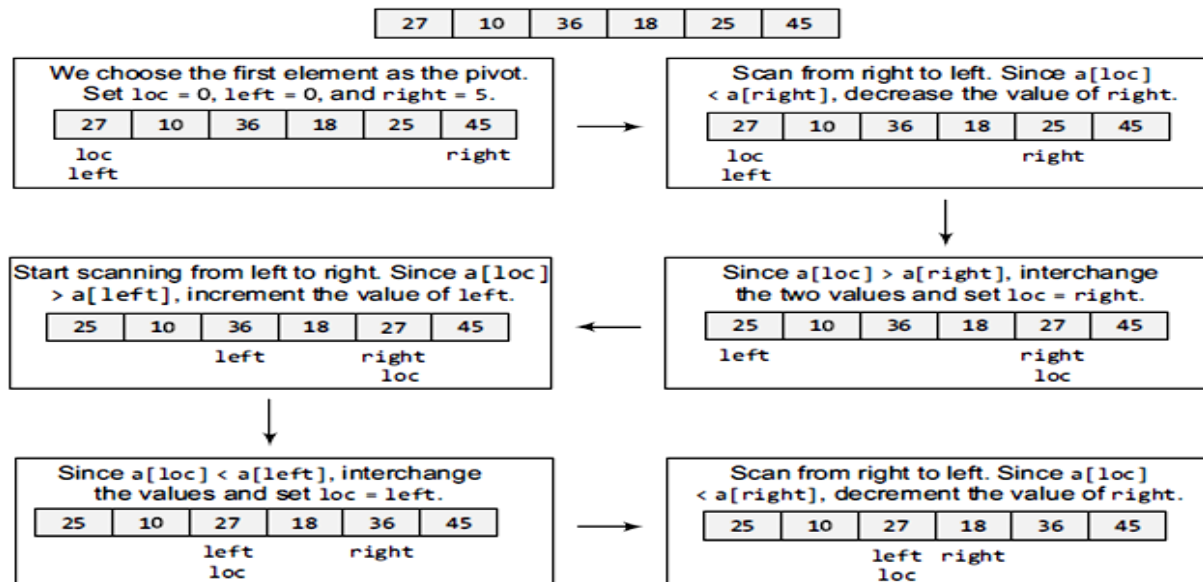 27 10 36 18 25 45
We choose the first element as the pivot.
Set loc = 0, left = 0, and right = 5.
27 10 36 18 25 45
loc right
left
Scan from right to left. Since a[loc]
< a[right], decrease the value of right.
27 10 36 18 25 45
loc right
left
Since a[loc] > a[right], interchange
the two values and set loc = right.
25 10 36 18 27 45
left right
loc
Start scanning from left to right. Since a[loc]
> a[left], increment the value of left.
25 10 36 18 27 45
left right
loc
Since a[loc] < a[left], interchange
the values and set loc = left.
25 10 27 18 36 45
left right
loc
Scan from right to left. Since a[loc]
< a[right], decrement the value of right.
25 10 27 18 36 45
left right
loc